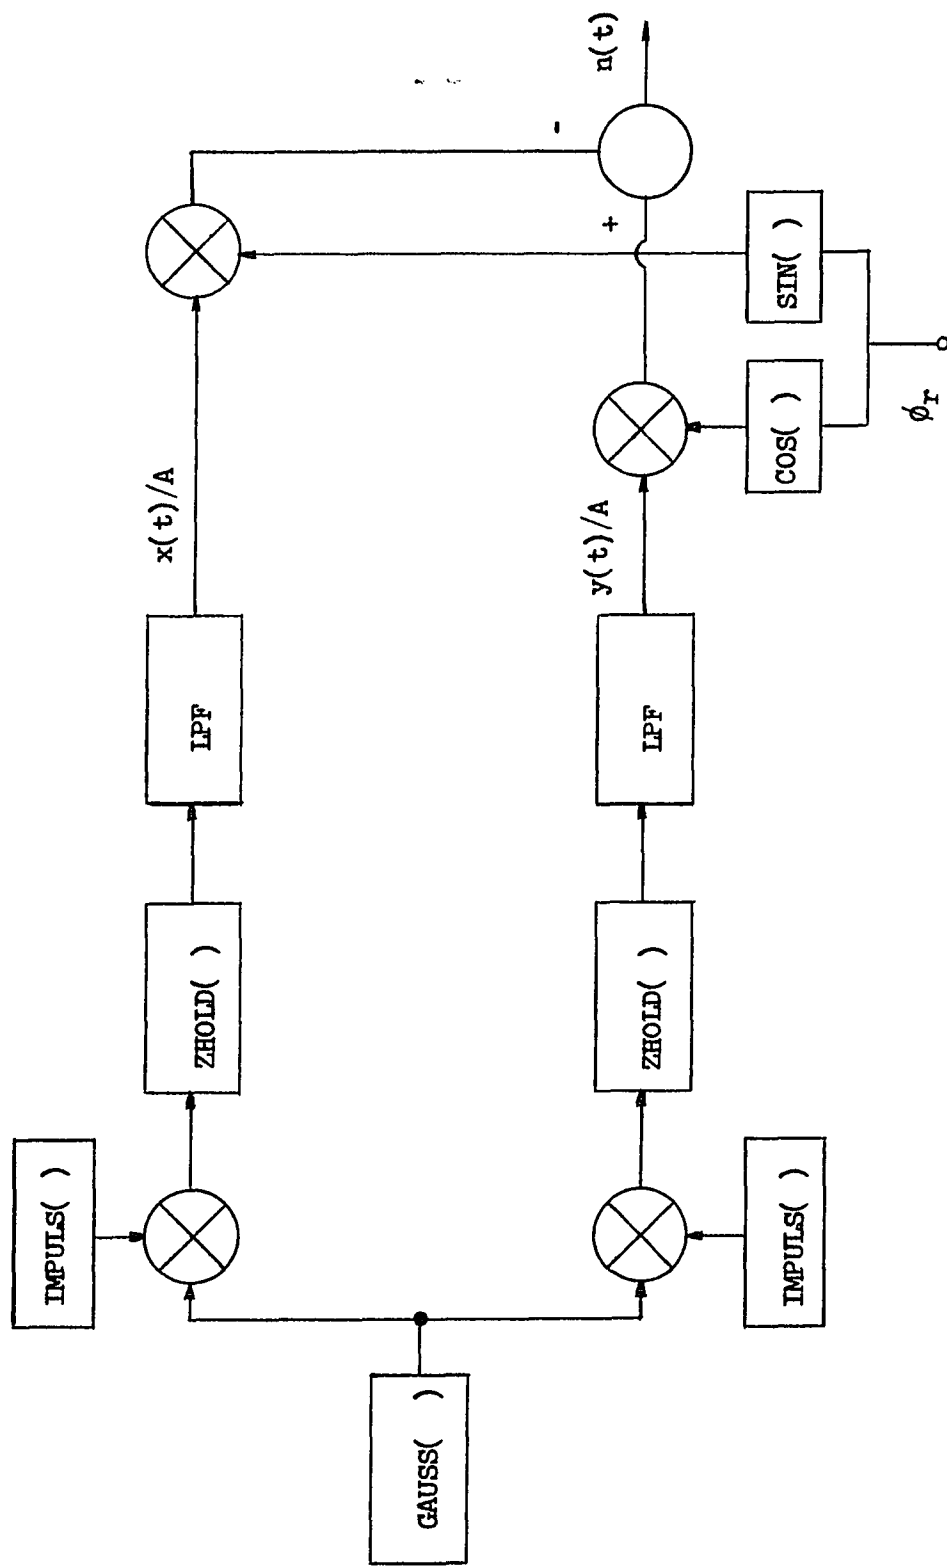 IMPULS( )
ZHOLD( )
LPF
x(t)/A
-
GAUSS( )
n(t)
+
IMPULS( )
ZHOLD( )
LPF
y(t)/A
COS( )
SIN( )
ϕr